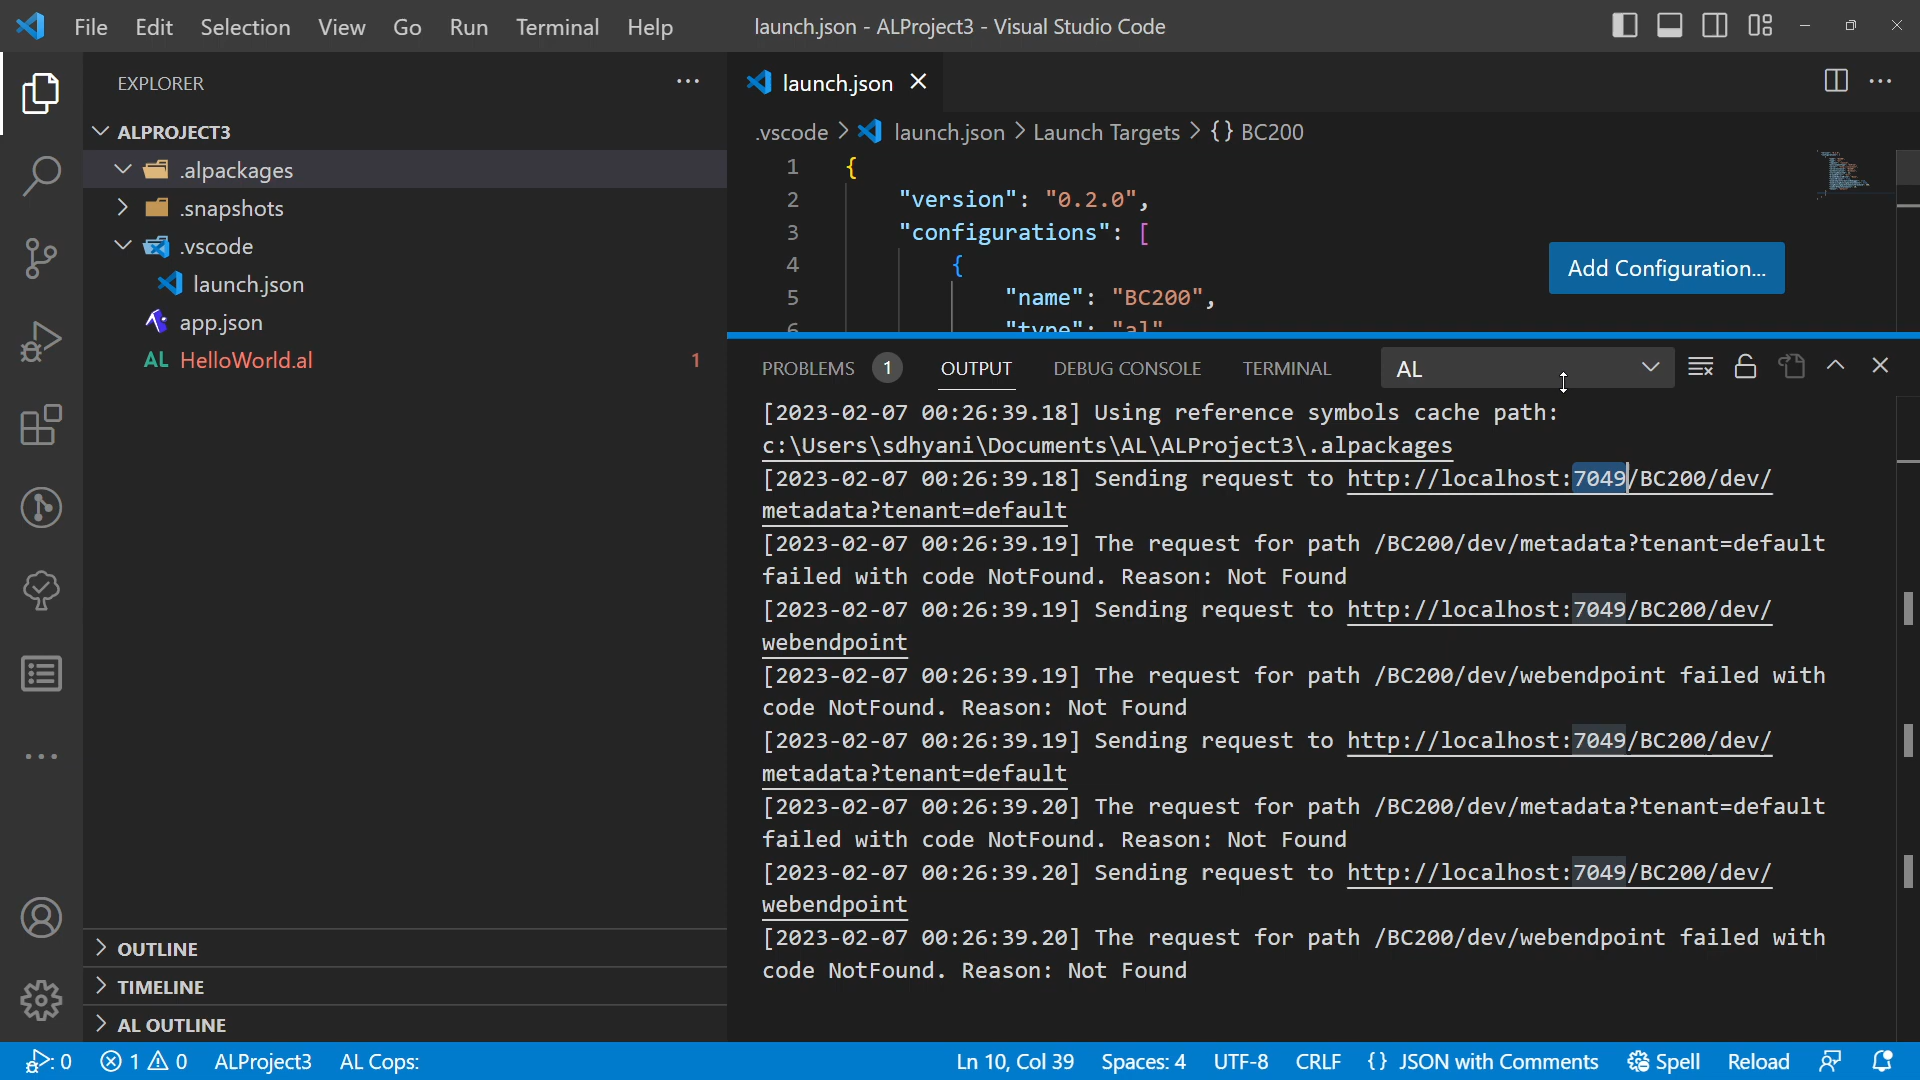 File Edit Selection View Go Run Terminal Help launch.json - ALProject3 - Visual Studio Code
EXPLORER
ALPROJECT3
.alpackages
.snapshots
.vscode
launch.json
app.json
AL HelloWorld.al 1
OUTLINE
TIMELINE
AL OUTLINE
launch.json
.vscode > launch.json > Launch Targets > {} BC200
1 {
2 "version": "0.2.0",
3 "configurations": [
4 {
5 "name": "BC200",
6 "type": "al"
Add Configuration...
PROBLEMS 1 OUTPUT DEBUG CONSOLE TERMINAL AL
[2023-02-07 00:26:39.18] Using reference symbols cache path:
c:\Users\sdhyani\Documents\AL\ALProject3\.alpackages
[2023-02-07 00:26:39.18] Sending request to http://localhost:7049/BC200/dev/
metadata?tenant=default
[2023-02-07 00:26:39.19] The request for path /BC200/dev/metadata?tenant=default
failed with code NotFound. Reason: Not Found
[2023-02-07 00:26:39.19] Sending request to http://localhost:7049/BC200/dev/
webendpoint
[2023-02-07 00:26:39.19] The request for path /BC200/dev/webendpoint failed with
code NotFound. Reason: Not Found
[2023-02-07 00:26:39.19] Sending request to http://localhost:7049/BC200/dev/
metadata?tenant=default
[2023-02-07 00:26:39.20] The request for path /BC200/dev/metadata?tenant=default
failed with code NotFound. Reason: Not Found
[2023-02-07 00:26:39.20] Sending request to http://localhost:7049/BC200/dev/
webendpoint
[2023-02-07 00:26:39.20] The request for path /BC200/dev/webendpoint failed with
code NotFound. Reason: Not Found
: 0 1 0 ALProject3 AL Cops: Ln 10, Col 39 Spaces: 4 UTF-8 CRLF {} JSON with Comments Spell Reload